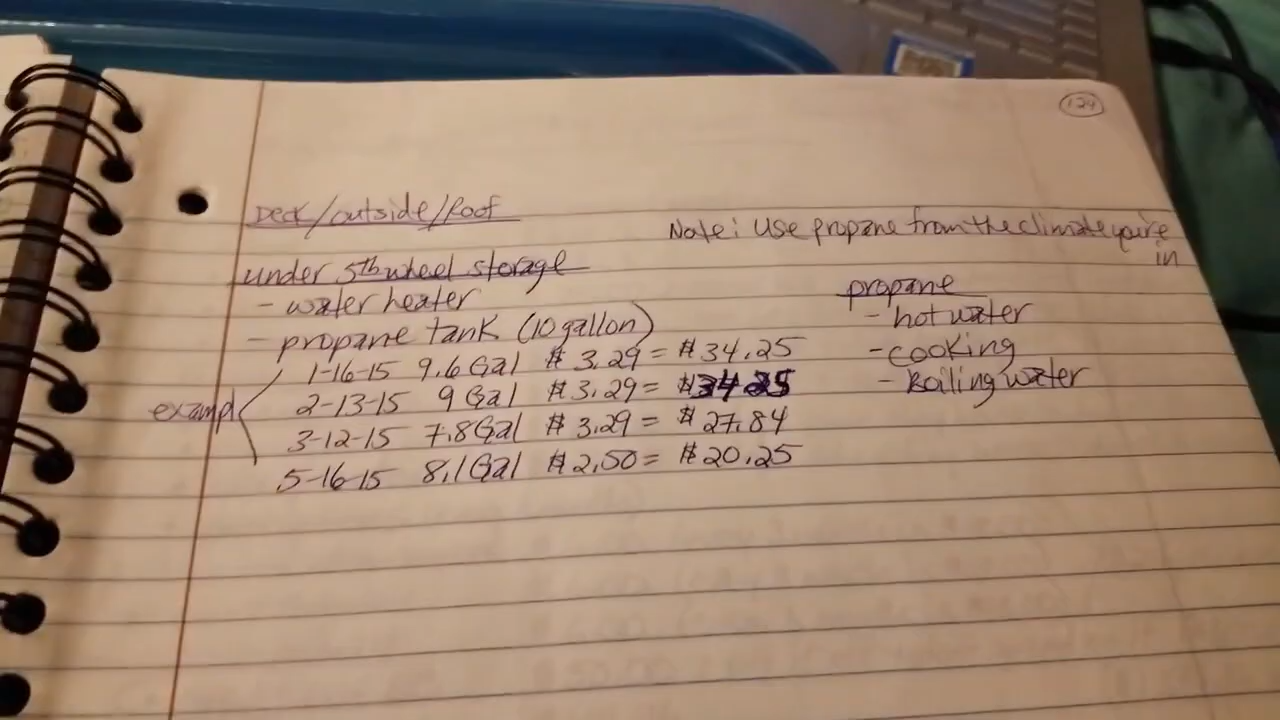 124
Deck/outside/Roof
Note: Use propane from the climate you're
in
under 5th wheel storage
- water heater
- propane tank (10 gallon)
exampl
1-16-15 9.6 Gal $3.29 = $34.25
2-13-15 9 Gal $3.29 = $34.25
3-12-15 7.8 Gal $3.29 = $27.84
5-16-15 8.1 Gal $2.50 = $20.25
propane
- hot water
- cooking
- Boiling water